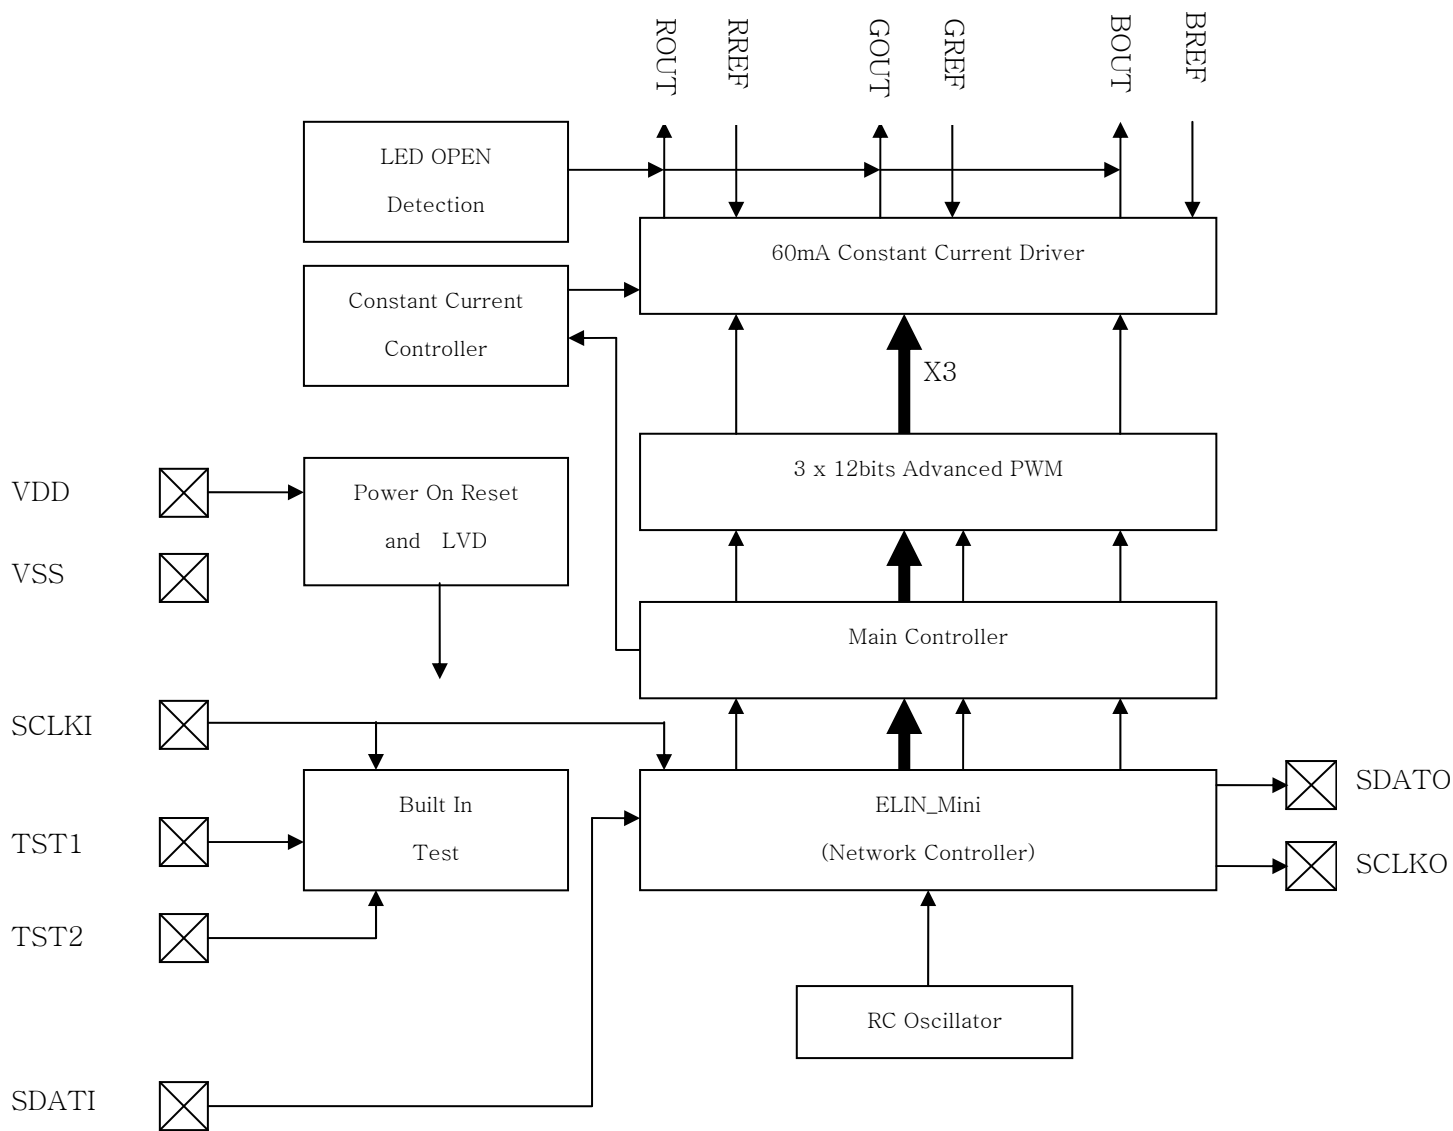 ROUT
RREF
GOUT
GREF
BOUT
BREF
LED OPEN
Detection
60mA Constant Current Driver
Constant Current
Controller
X3
3 x 12bits Advanced PWM
VDD
Power On Reset
and LVD
VSS
Main Controller
SCLKI
SDATO
Built In
Test
ELIN_Mini
(Network Controller)
TST1
SCLKO
TST2
RC Oscillator
SDATI